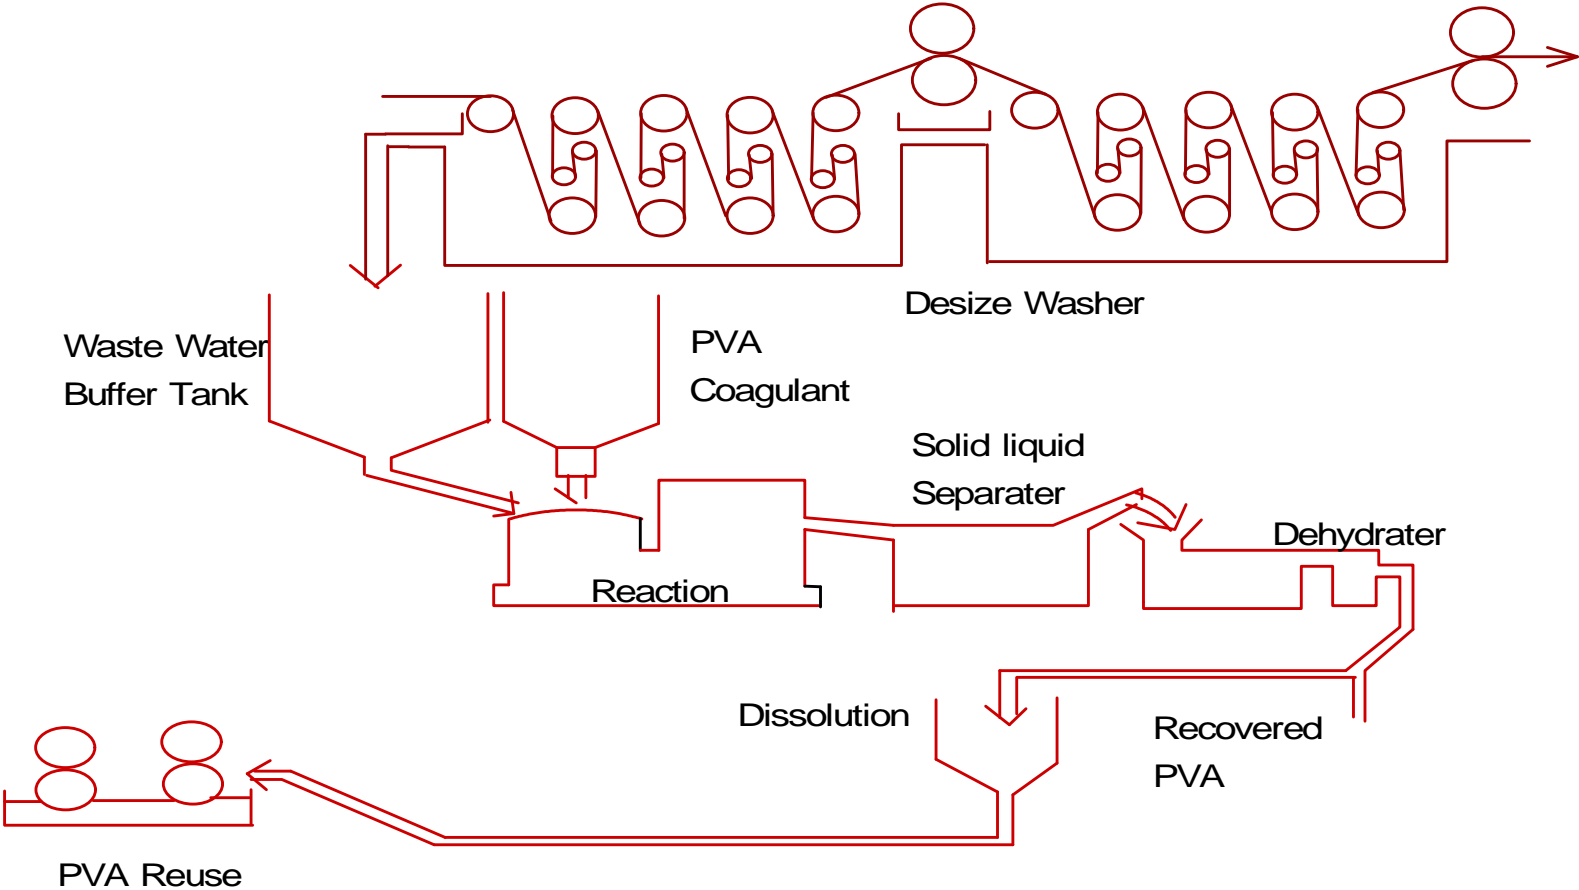 Desize Washer
Waste Water
Buffer Tank
PVA
Coagulant
Solid liquid
Separater
Dehydrater
Reaction
Dissolution
Recovered
PVA
PVA Reuse